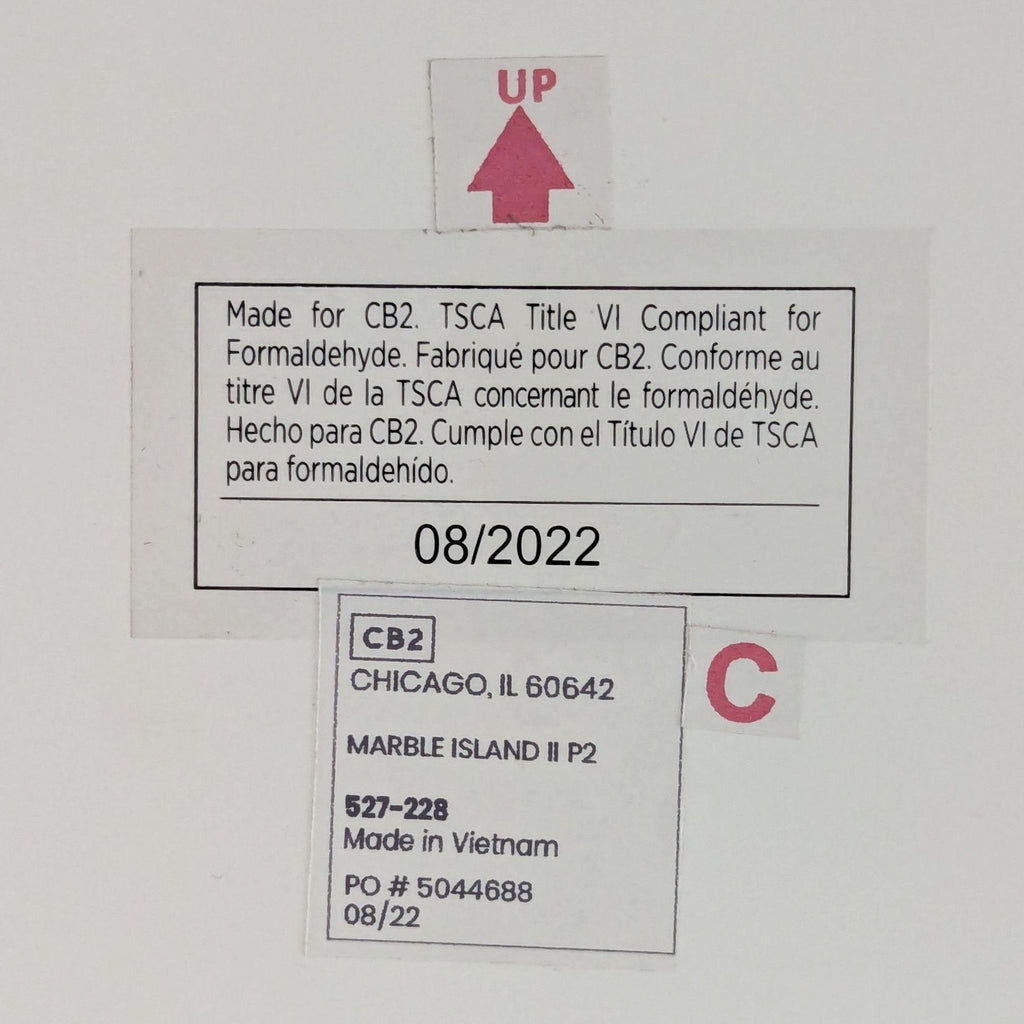 UP
Made for CB2. TSCA Title VI Compliant for
Formaldehyde. Fabriqué pour CB2. Conforme au
titre VI de la TSCA concernant le formaldéhyde.
Hecho para CB2. Cumple con el Título VI de TSCA
para formaldehído.
08/2022
CB2
CHICAGO, IL 60642
C
MARBLE ISLAND II P2
527-228
Made in Vietnam
PO # 5044688
08/22